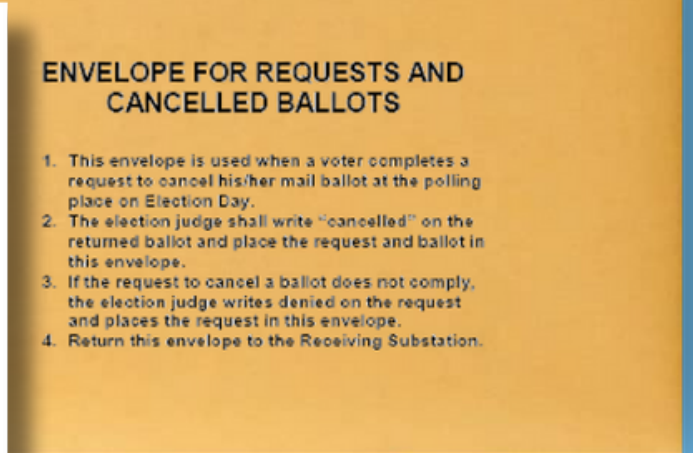 ENVELOPE FOR REQUESTS AND
CANCELLED BALLOTS
1. This envelope is used when a voter completes a
request to cancel his/her mail ballot at the polling
place on Election Day.
2. The election judge shall write "cancelled" on the
returned ballot and place the request and ballot in
this envelope.
3. If the request to cancel a ballot does not comply,
the election judge writes denied on the request
and places the request in this envelope.
4. Return this envelope to the Receiving Substation.